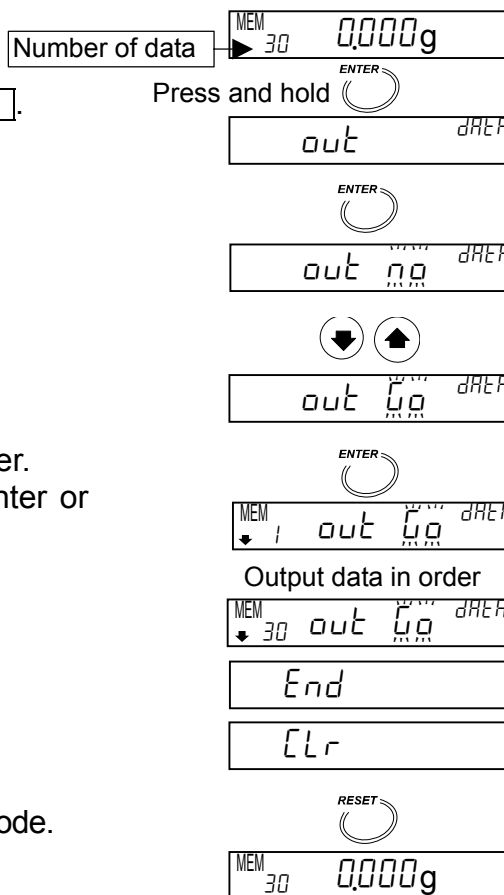 MEM
Number of data 30 0.000g
ENTER
Press and hold
.
out dAtA
ENTER
out no dAtA
out Go dAtA
er.
ENTER
nter or
MEM
1 out Go dAtA
Output data in order
MEM
30 out Go dAtA
End
CLr
RESET
ode.
MEM
30 0.000g